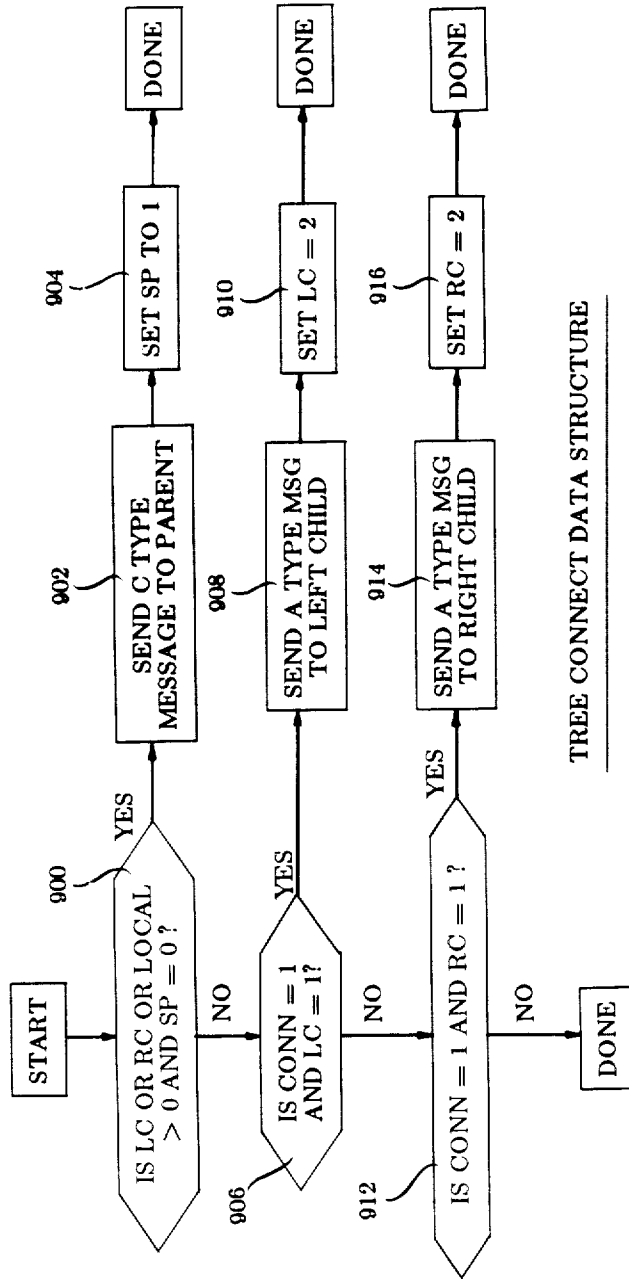 START
900
IS LC OR RC OR LOCAL
> 0 AND SP = 0 ?
YES
902
SEND C TYPE
MESSAGE TO PARENT
904
SET SP TO 1
DONE
NO
906
IS CONN = 1
AND LC = 1?
YES
908
SEND A TYPE MSG
TO LEFT CHILD
910
SET LC = 2
DONE
NO
912
IS CONN = 1 AND RC = 1 ?
YES
914
SEND A TYPE MSG
TO RIGHT CHILD
916
SET RC = 2
DONE
NO
DONE
TREE CONNECT DATA STRUCTURE